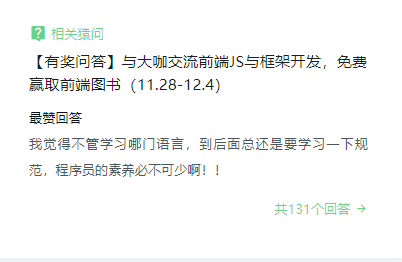 相关猿问
【有奖问答】与大咖交流前端JS与框架开发，免费
赢取前端图书（11.28-12.4）
最赞回答
我觉得不管学习哪门语言，到后面总还是要学习一下规
范，程序员的素养必不可少啊！！
共131个回答 →